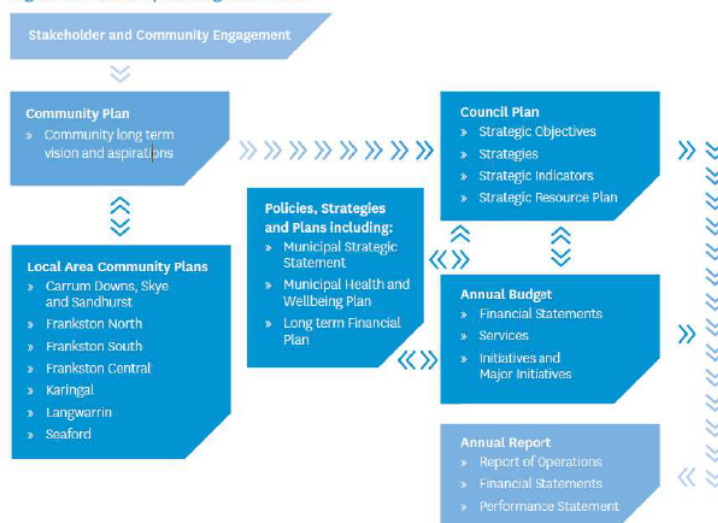 Stakeholder and Community Engagement
Community Plan
» Community long term
vision and aspirations
Council Plan
» Strategic Objectives
» Strategies
» Strategic Indicators
» Strategic Resource Plan
Policies, Strategies
and Plans including:
» Municipal Strategic
Statement
» Municipal Health and
Wellbeing Plan
» Long term Financial
Plan
Local Area Community Plans
» Carrum Downs, Skye
and Sandhurst
» Frankston North
» Frankston South
» Frankston Central
» Karingal
» Langwarrin
» Seaford
Annual Budget
» Financial Statements
» Services
» Initiatives and
Major Initiatives
Annual Report
» Report of Operations
» Financial Statements
» Performance Statement